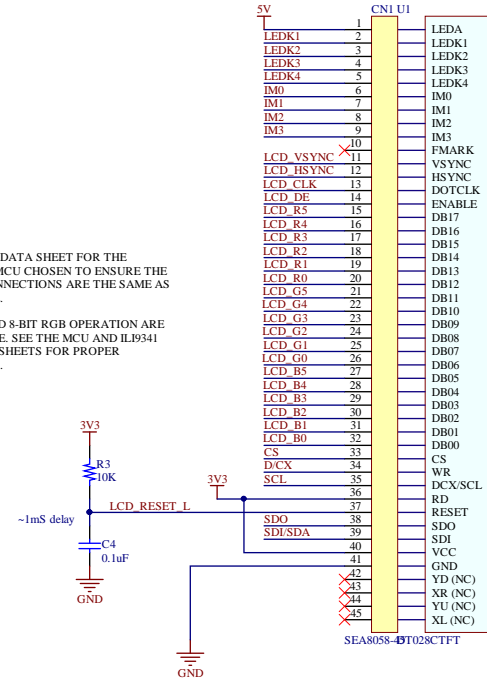 5V
CN1 U1
1 LEDA
LEDK1 2 LEDK1
LEDK2 3 LEDK2
LEDK3 4 LEDK3
LEDK4 5 LEDK4
IM0 6 IM0
IM1 7 IM1
IM2 8 IM2
IM3 9 IM3
10 FMARK
LCD_VSYNC 11 VSYNC
LCD_HSYNC 12 HSYNC
LCD_CLK 13 DOTCLK
LCD_DE 14 ENABLE
LCD_R5 15 DB17
LCD_R4 16 DB16
LCD_R3 17 DB15
LCD_R2 18 DB14
LCD_R1 19 DB13
LCD_R0 20 DB12
LCD_G5 21 DB11
LCD_G4 22 DB10
LCD_G3 23 DB09
LCD_G2 24 DB08
LCD_G1 25 DB07
LCD_G0 26 DB06
LCD_B5 27 DB05
LCD_B4 28 DB04
LCD_B3 29 DB03
LCD_B2 30 DB02
LCD_B1 31 DB01
LCD_B0 32 DB00
CS 33 CS
D/CX 34 WR
SCL 35 DCX/SCL
36 RD
37 RESET
SDO 38 SDO
SDI/SDA 39 SDI
40 VCC
41 GND
42 YD (NC)
43 XR (NC)
44 YU (NC)
45 XL (NC)
DATA SHEET FOR THE
MCU CHOSEN TO ENSURE THE
NNECTIONS ARE THE SAME AS
.
D 8-BIT RGB OPERATION ARE
E. SEE THE MCU AND ILI9341
SHEETS FOR PROPER
.
3V3
R3
10K
3V3
LCD_RESET_L
~1mS delay
C4
0.1uF
GND
GND